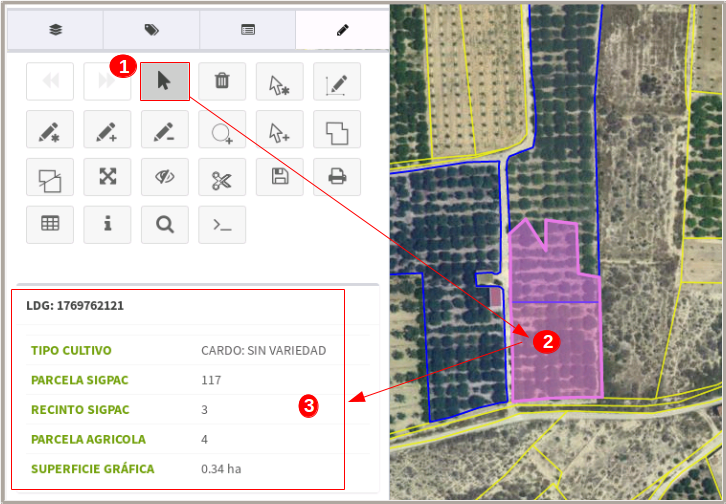 1
LDG: 1769762121
TIPO CULTIVO CARDO: SIN VARIEDAD
PARCELA SIGPAC 117
RECINTO SIGPAC 3
PARCELA AGRICOLA 4
SUPERFICIE GRÁFICA 0.34 ha
3
2